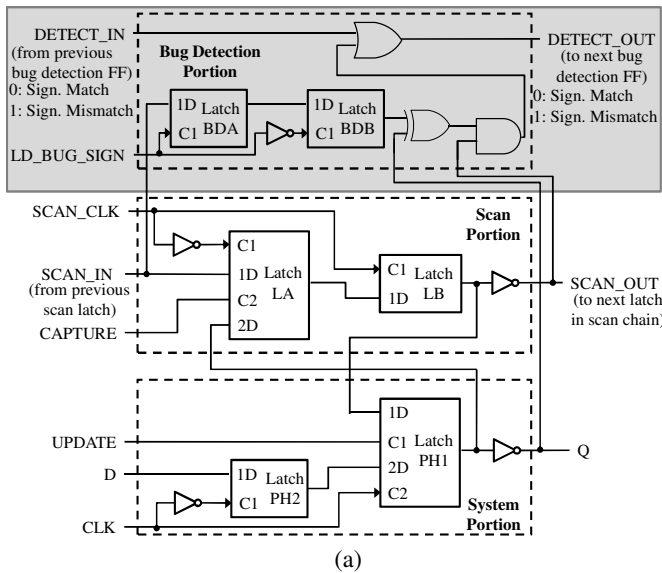 DETECT_IN
(from previous
bug detection FF)
0: Sign. Match
1: Sign. Mismatch
LD_BUG_SIGN
Bug Detection
Portion
1D
Latch
BDA
C1
1D
Latch
BDB
C1
DETECT_OUT
(to next bug
detection FF)
0: Sign. Match
1: Sign. Mismatch
SCAN_CLK
SCAN_IN
(from previous
scan latch)
CAPTURE
C1
1D
Latch
LA
C2
2D
C1
Latch
LB
1D
Scan
Portion
SCAN_OUT
(to next latch
in scan chain)
UPDATE
D
CLK
1D
Latch
PH2
C1
1D
C1
Latch
PH1
2D
C2
System
Portion
Q
(a)